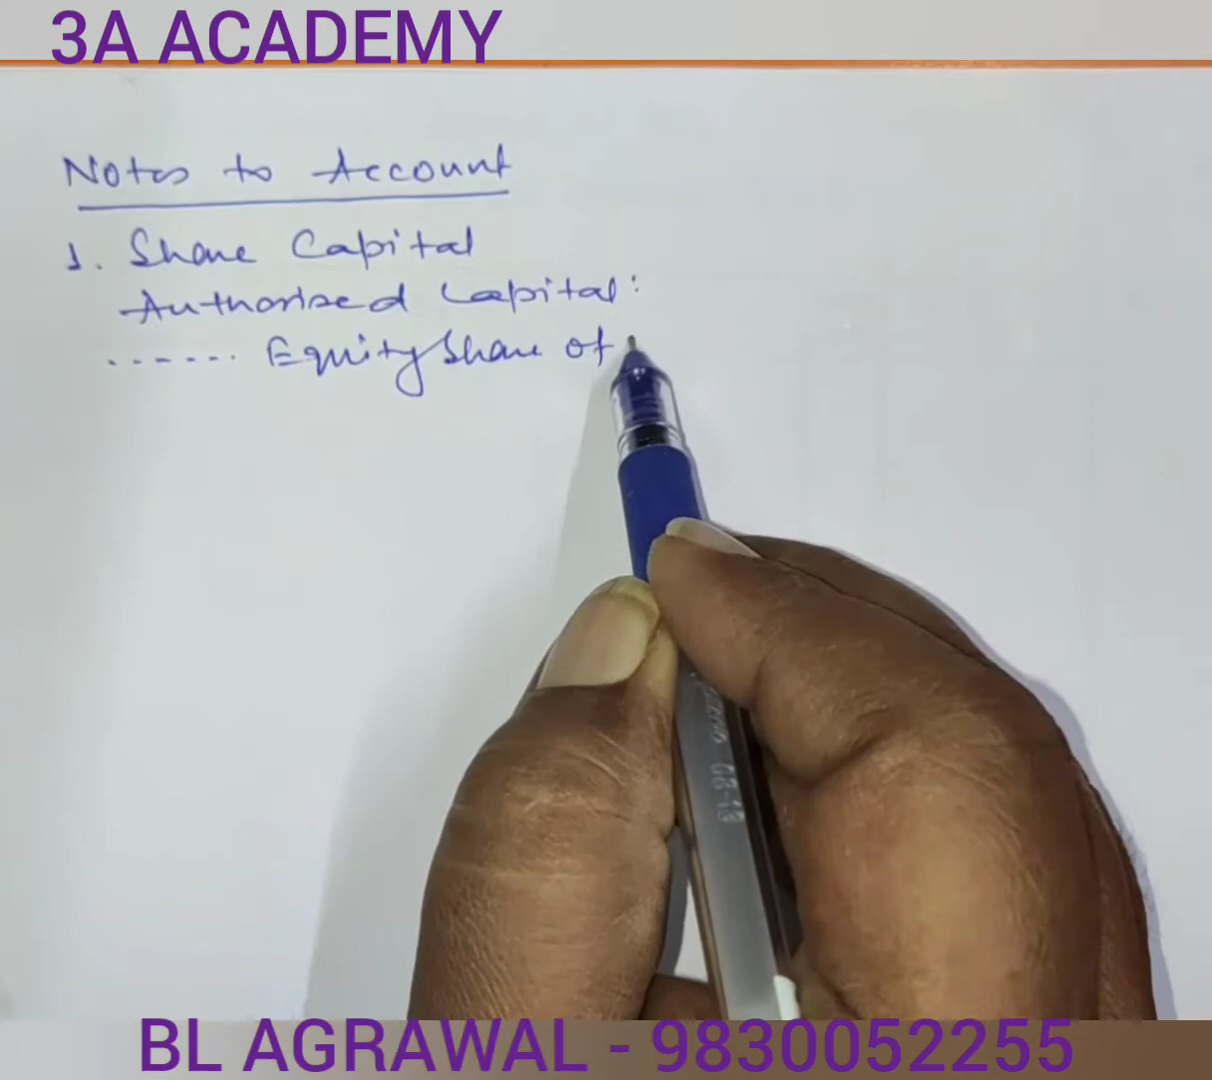 3A ACADEMY
Notes to Account
1. Share Capital
Authorised Capital:
...... Equity Share of
BL AGRAWAL - 9830052255